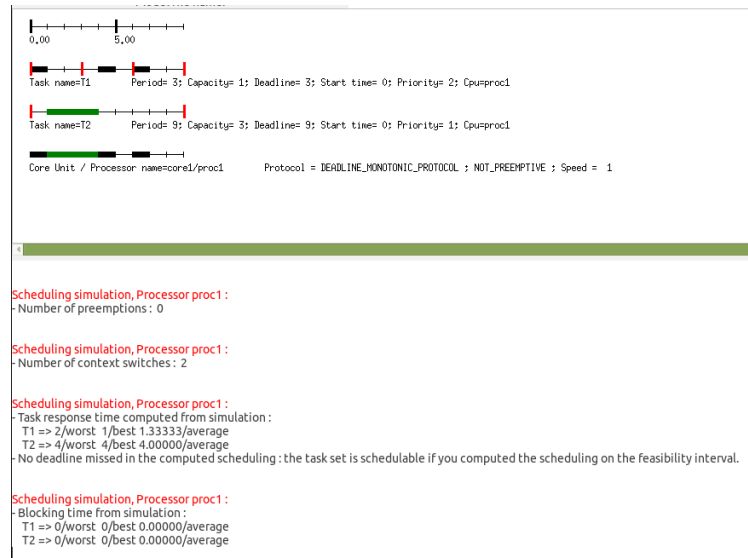 0.00 5.00
Task name=T1 Period= 3; Capacity= 1; Deadline= 3; Start time= 0; Priority= 2; Cpu=proc1
Task name=T2 Period= 9; Capacity= 3; Deadline= 9; Start time= 0; Priority= 1; Cpu=proc1
Core Unit / Processor name=core1/proc1 Protocol = DEADLINE_MONOTONIC_PROTOCOL ; NOT_PREEMPTIVE ; Speed = 1
Scheduling simulation, Processor proc1 :
- Number of preemptions : 0
Scheduling simulation, Processor proc1 :
- Number of context switches : 2
Scheduling simulation, Processor proc1 :
- Task response time computed from simulation :
T1 => 2/worst 1/best 1.33333/average
T2 => 4/worst 4/best 4.00000/average
- No deadline missed in the computed scheduling : the task set is schedulable if you computed the scheduling on the feasibility interval.
Scheduling simulation, Processor proc1 :
- Blocking time from simulation :
T1 => 0/worst 0/best 0.00000/average
T2 => 0/worst 0/best 0.00000/average